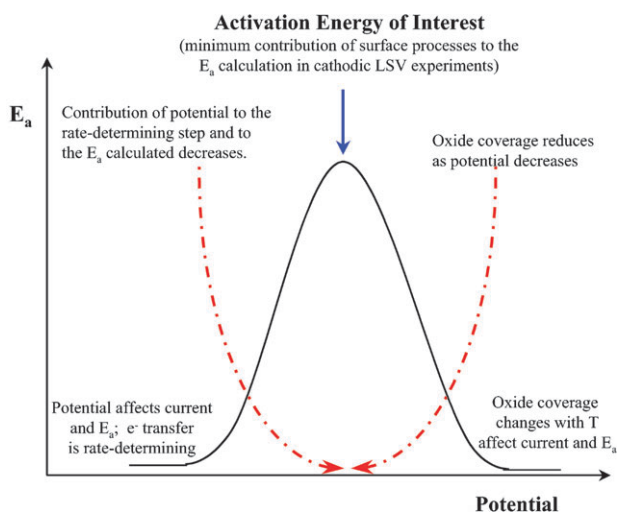 Activation Energy of Interest
(minimum contribution of surface processes to the
Ea calculation in cathodic LSV experiments)
Ea
Contribution of potential to the
rate-determining step and to
the Ea calculated decreases.
Oxide coverage reduces
as potential decreases
Potential affects current
and Ea; e- transfer
is rate-determining
Oxide coverage
changes with T
affect current and Ea
Potential